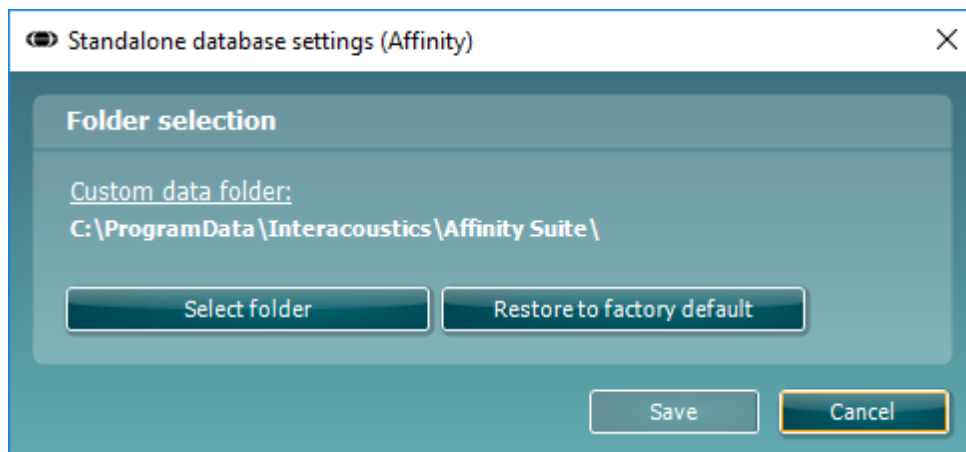 Standalone database settings (Affinity)
Folder selection
Custom data folder:
C:\ProgramData\Interacoustics\Affinity Suite\
Select folder
Restore to factory default
Save
Cancel